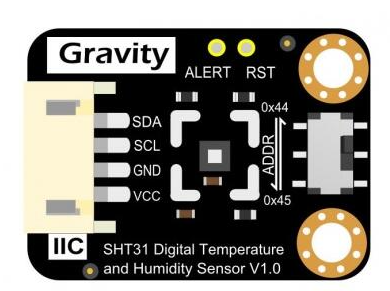 Gravity
ALERT RST
0x44
SDA
SCL
GND
VCC
ADDR
0x45
IIC
SHT31 Digital Temperature
and Humidity Sensor V1.0